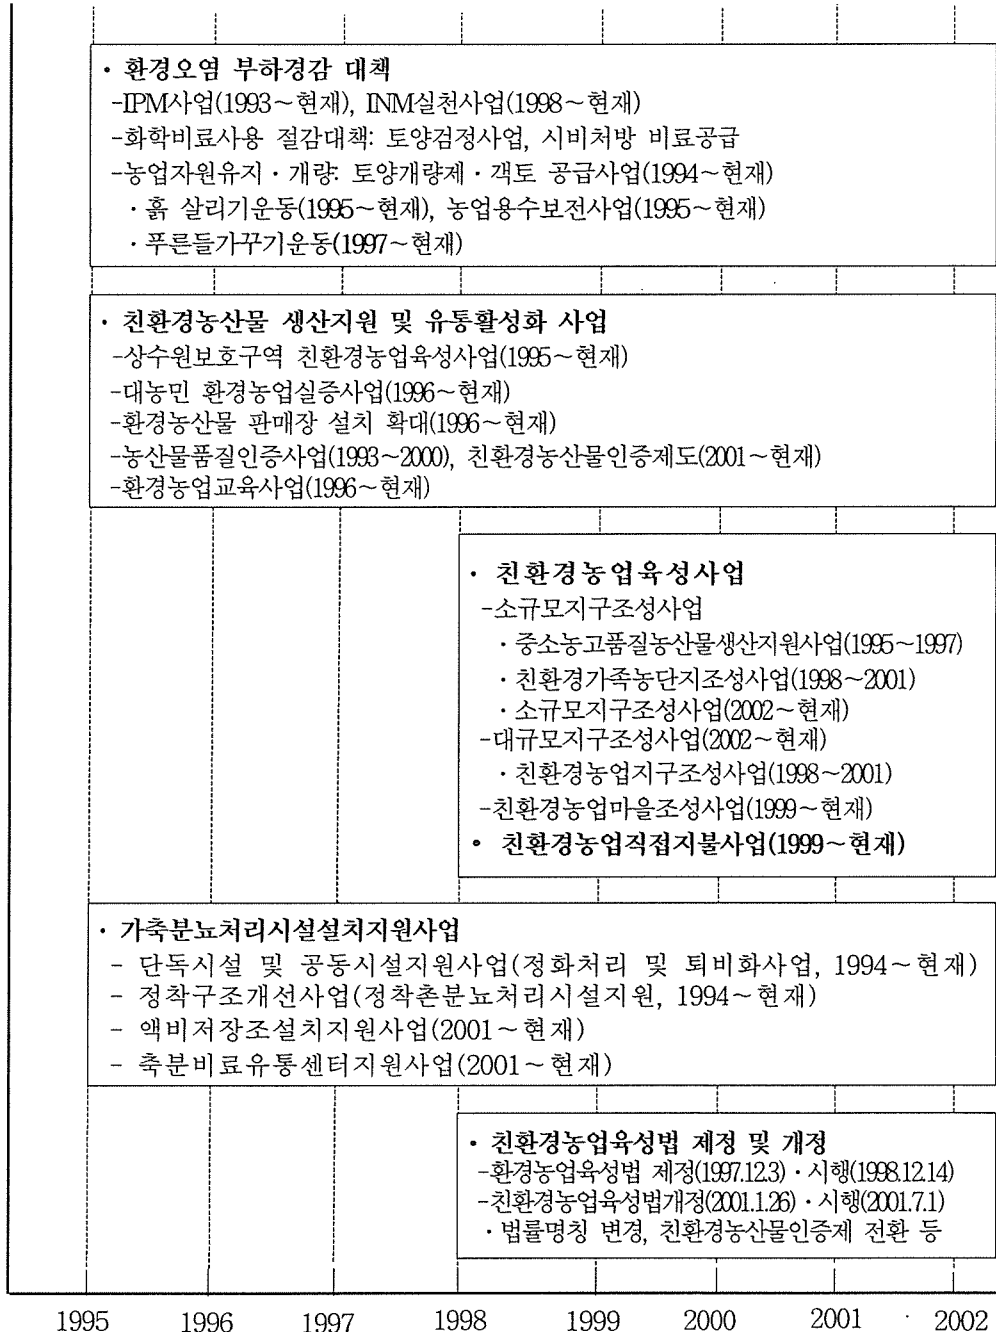 · 환경오염 부하경감 대책
-IPM사업(1993~현재), INM실천사업(1998~현재)
-화학비료사용 절감대책: 토양검정사업, 시비처방 비료공급
-농업자원유지·개량: 토양개량제·객토 공급사업(1994~현재)
· 흙 살리기운동(1995~현재), 농업용수보전사업(1995~현재)
· 푸른들가꾸기운동(1997~현재)
· 친환경농산물 생산지원 및 유통활성화 사업
-상수원보호구역 친환경농업육성사업(1995~현재)
-대농민 환경농업실증사업(1996~현재)
-환경농산물 판매장 설치 확대(1996~현재)
-농산물품질인증사업(1993~2000), 친환경농산물인증제도(2001~현재)
-환경농업교육사업(1996~현재)
· 친환경농업육성사업
-소규모지구조성사업
· 중소농고품질농산물생산지원사업(1995~1997)
· 친환경가족농단지조성사업(1998~2001)
· 소규모지구조성사업(2002~현재)
-대규모지구조성사업(2002~현재)
· 친환경농업지구조성사업(1998~2001)
-친환경농업마을조성사업(1999~현재)
• 친환경농업직접지불사업(1999~현재)
· 가축분뇨처리시설설치지원사업
- 단독시설 및 공동시설지원사업(정화처리 및 퇴비화사업, 1994~현재)
- 정착구조개선사업(정착촌분뇨처리시설지원, 1994~현재)
- 액비저장조설치지원사업(2001~현재)
- 축분비료유통센터지원사업(2001~현재)
· 친환경농업육성법 제정 및 개정
-환경농업육성법 제정(1997.12.3)·시행(1998.12.14)
-친환경농업육성법개정(2001.1.26)·시행(2001.7.1)
· 법률명칭 변경, 친환경농산물인증제 전환 등
1995 1996 1997 1998 1999 2000 2001 2002